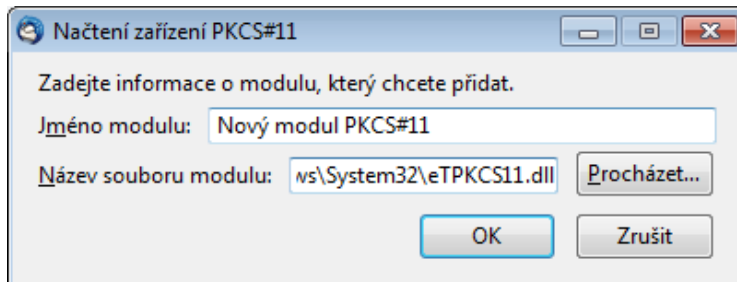 Načtení zařízení PKCS#11
Zadejte informace o modulu, který chcete přidat.
Jméno modulu: Nový modul PKCS#11
Název souboru modulu: ws\System32\eTPKCS11.dll Procházet...
OK Zrušit